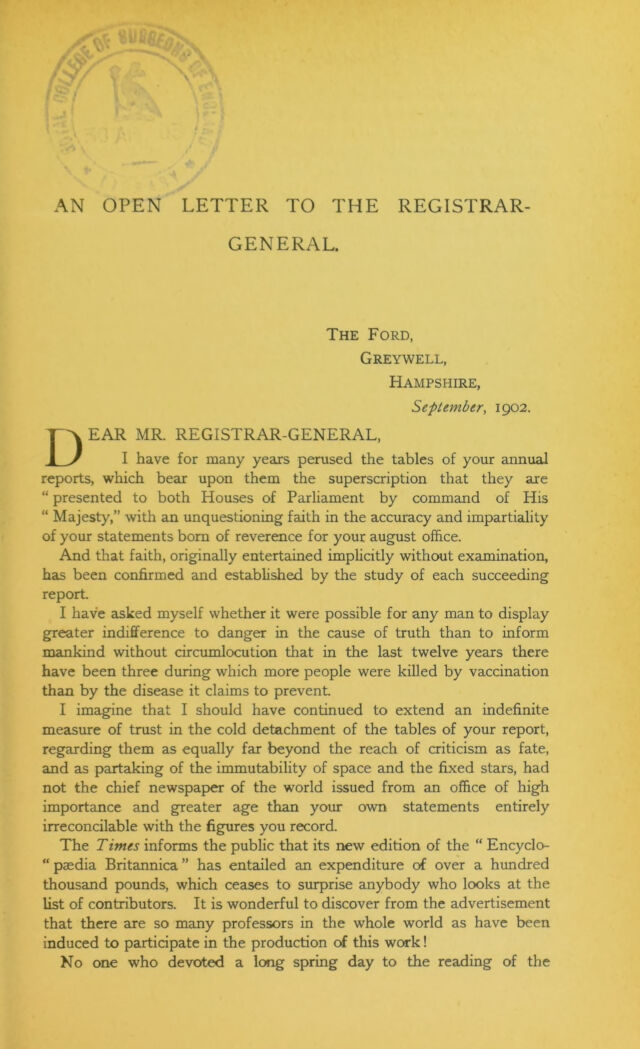 ROYAL COLLEGE OF SURGEONS OF ENGLAND
AN OPEN LETTER TO THE REGISTRAR-
GENERAL.
THE FORD,
GREYWELL,
HAMPSHIRE,
September, 1902.
DEAR MR. REGISTRAR-GENERAL,
I have for many years perused the tables of your annual
reports, which bear upon them the superscription that they are
“ presented to both Houses of Parliament by command of His
“ Majesty,” with an unquestioning faith in the accuracy and impartiality
of your statements born of reverence for your august office.
And that faith, originally entertained implicitly without examination,
has been confirmed and established by the study of each succeeding
report.
I have asked myself whether it were possible for any man to display
greater indifference to danger in the cause of truth than to inform
mankind without circumlocution that in the last twelve years there
have been three during which more people were killed by vaccination
than by the disease it claims to prevent.
I imagine that I should have continued to extend an indefinite
measure of trust in the cold detachment of the tables of your report,
regarding them as equally far beyond the reach of criticism as fate,
and as partaking of the immutability of space and the fixed stars, had
not the chief newspaper of the world issued from an office of high
importance and greater age than your own statements entirely
irreconcilable with the figures you record.
The Times informs the public that its new edition of the “ Encyclo-
“ pædia Britannica ” has entailed an expenditure of over a hundred
thousand pounds, which ceases to surprise anybody who looks at the
list of contributors. It is wonderful to discover from the advertisement
that there are so many professors in the whole world as have been
induced to participate in the production of this work!
No one who devoted a long spring day to the reading of the